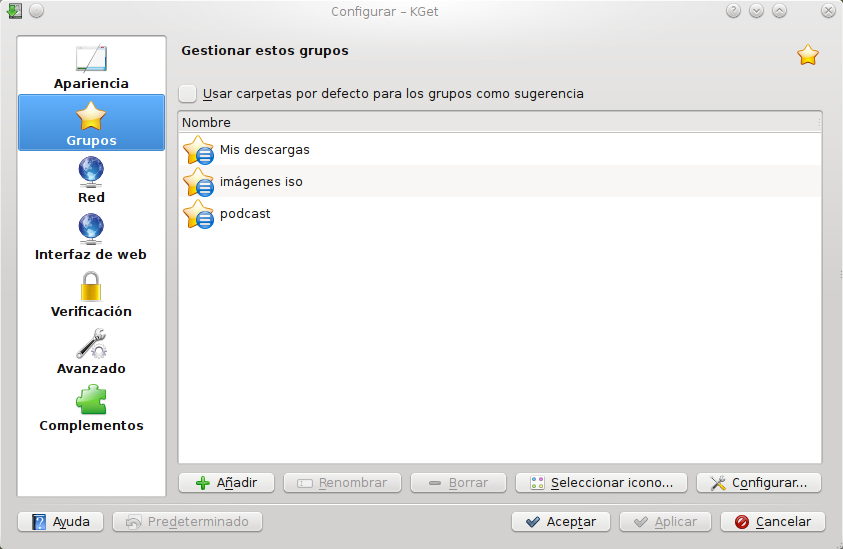 Configurar – KGet
Apariencia
Grupos
Red
Interfaz de web
Verificación
Avanzado
Complementos
Gestionar estos grupos
Usar carpetas por defecto para los grupos como sugerencia
Nombre
Mis descargas
imágenes iso
podcast
Añadir
Renombrar
Borrar
Seleccionar icono...
Configurar...
Ayuda
Predeterminado
Aceptar
Aplicar
Cancelar